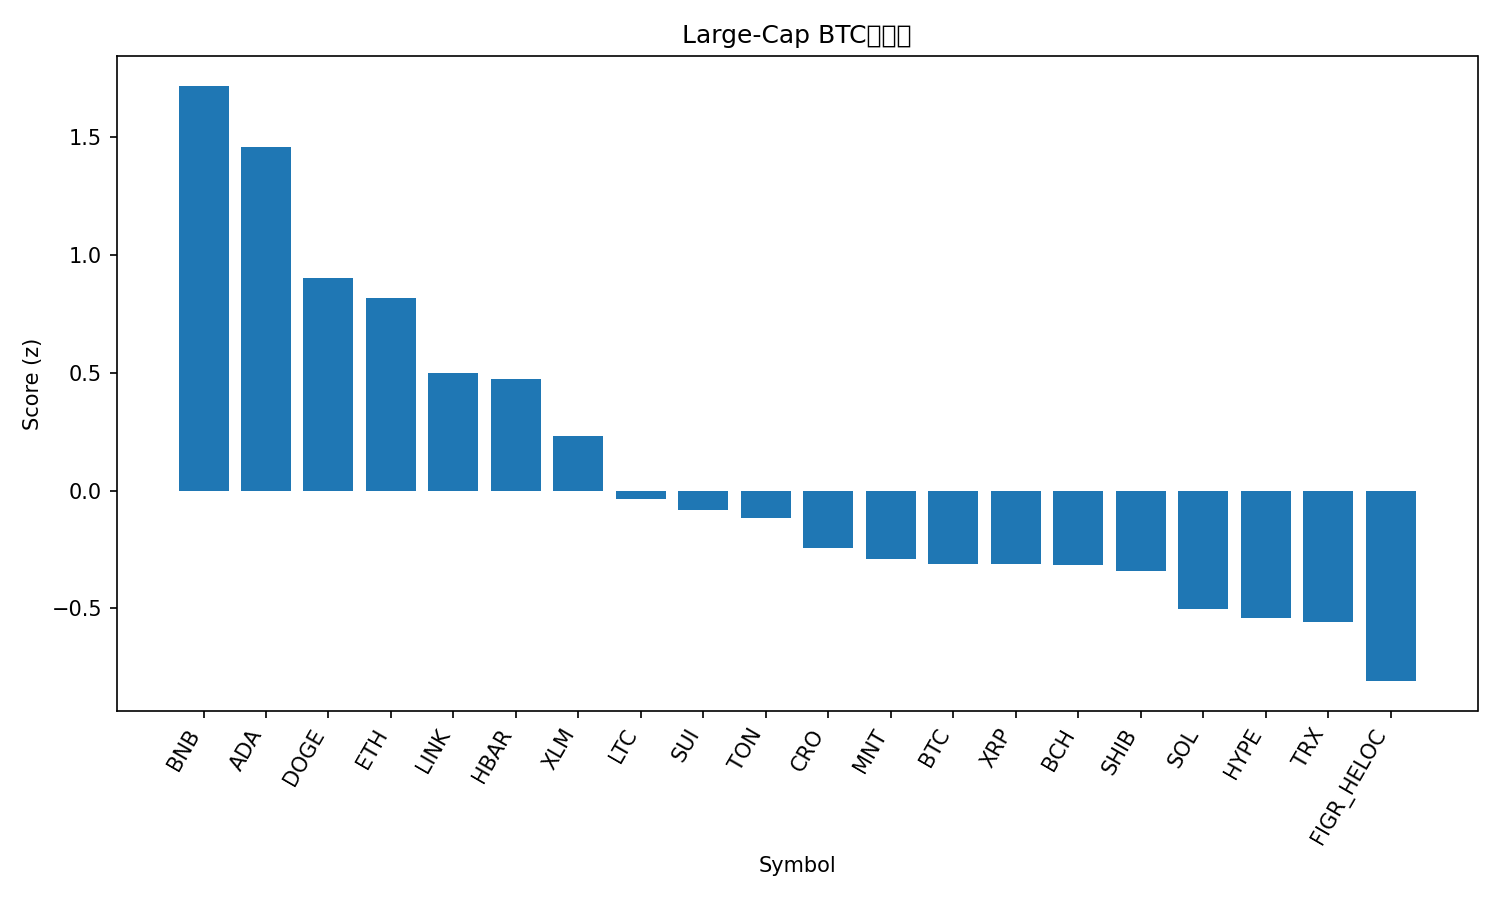 Large-Cap BTC
Score (z)
1.5
1.0
0.5
0.0
−0.5
BNB
ADA
DOGE
ETH
LINK
HBAR
XLM
LTC
SUI
TON
CRO
MNT
BTC
XRP
BCH
SHIB
SOL
HYPE
TRX
FIGR_HELOC
Symbol